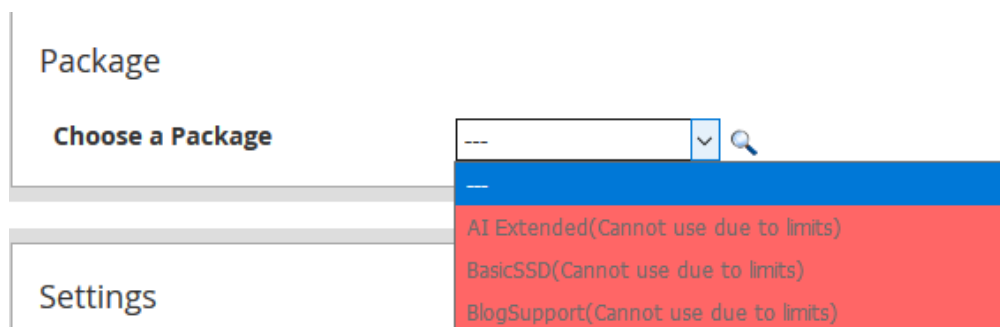 Package
Choose a Package
---
---
AI Extended(Cannot use due to limits)
BasicSSD(Cannot use due to limits)
Settings
BlogSupport(Cannot use due to limits)